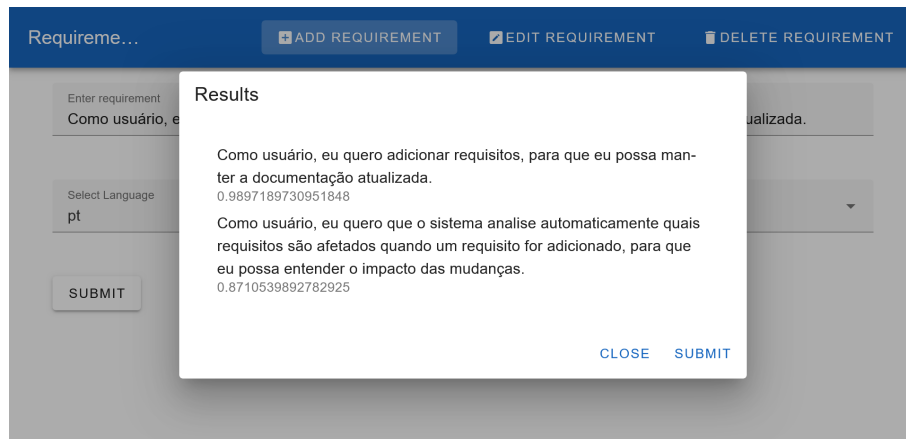 Requireme…
ADD REQUIREMENT
EDIT REQUIREMENT
DELETE REQUIREMENT
Results
Enter requirement
Como usuário, e
ualizada.
Como usuário, eu quero adicionar requisitos, para que eu possa man-
ter a documentação atualizada.
0.9897189730951848
Como usuário, eu quero que o sistema analise automaticamente quais
requisitos são afetados quando um requisito for adicionado, para que
eu possa entender o impacto das mudanças.
0.8710539892782925
Select Language
pt
SUBMIT
CLOSE
SUBMIT